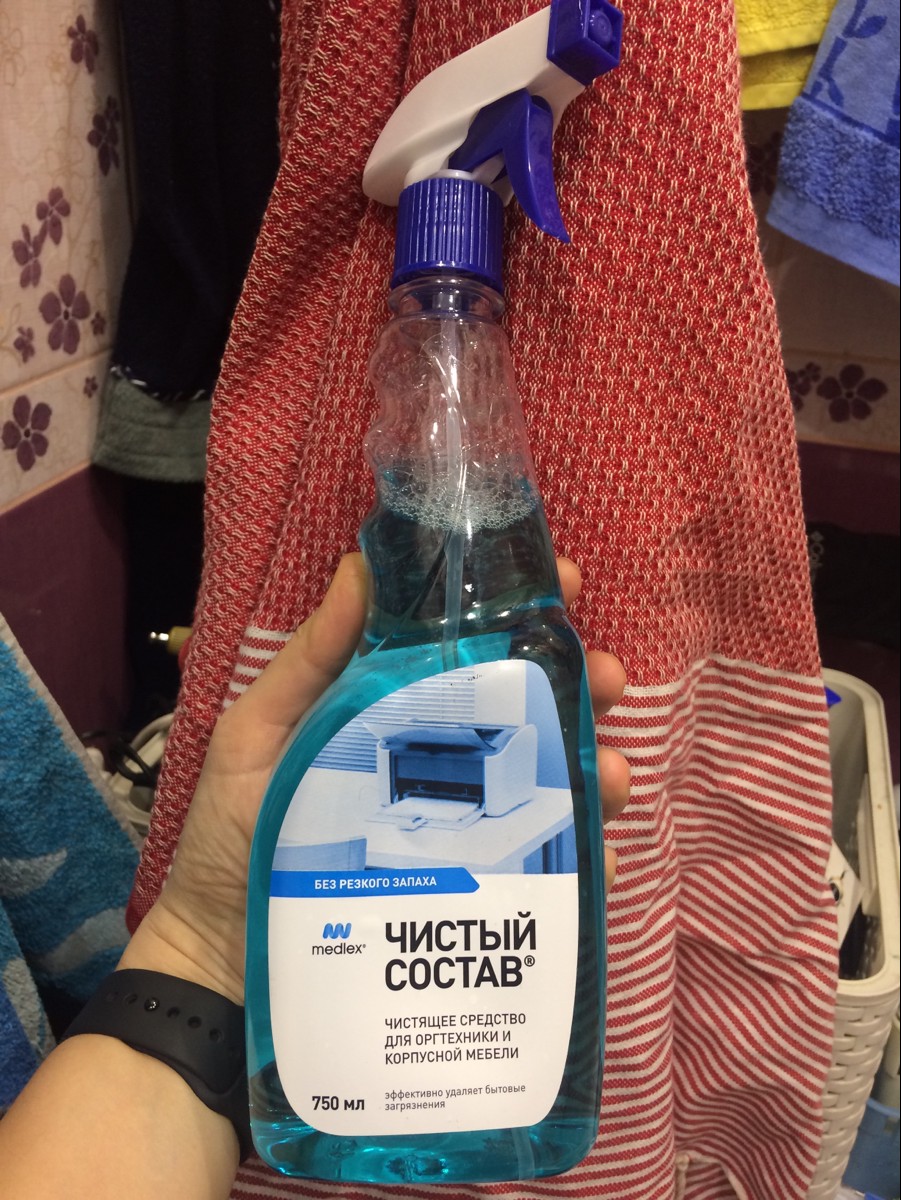 БЕЗ РЕЗКОГО ЗАПАХА
medlex®
ЧИСТЫЙ
СОСТАВ®
ЧИСТЯЩЕЕ СРЕДСТВО
ДЛЯ ОРГТЕХНИКИ И
КОРПУСНОЙ МЕБЕЛИ
750 мл
эффективно удаляет бытовые
загрязнения